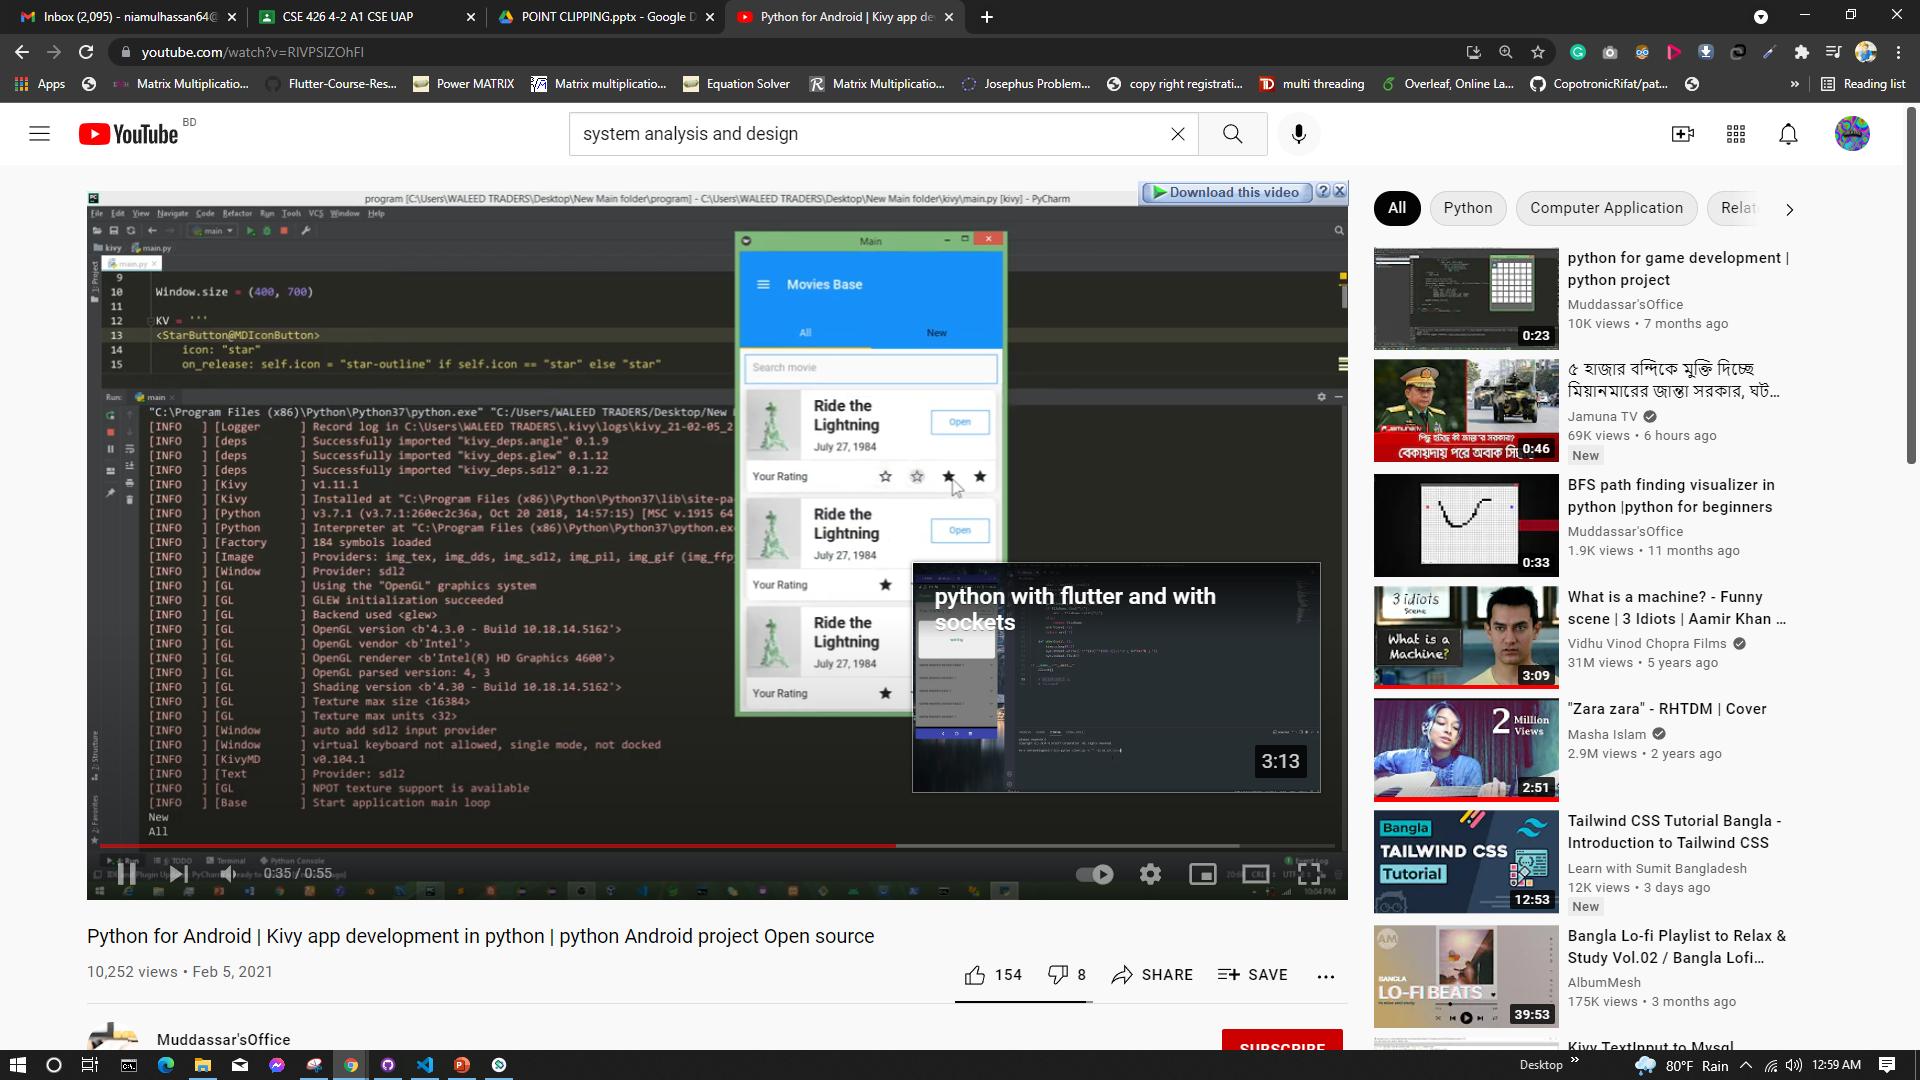 Inbox (2,095) - niamulhassan64@
CSE 426 4-2 A1 CSE UAP
POINT CLIPPING.pptx - Google D
Python for Android | Kivy app de
youtube.com/watch?v=RIVPSIZOhFI
Apps
Matrix Multiplicatio...
Flutter-Course-Res...
Power MATRIX
Matrix multiplicatio...
Equation Solver
Matrix Multiplicatio...
Josephus Problem...
copy right registrati...
multi threading
Overleaf, Online La...
CopotronicRifat/pat...
Reading list
YouTube BD
system analysis and design
program [C:\Users\WALEED TRADERS\Desktop\New Main folder\program] - C:\Users\WALEED TRADERS\Desktop\New Main folder\kivy\main.py [kivy] - PyCharm
Download this video
File Edit View Navigate Code Refactor Run Tools VCS Window Help
main
kivy main.py
main.py
9
10 Window.size = (400, 700)
11
12 KV = '''
13 <StarButton@MDIconButton>
14 icon: "star"
15 on_release: self.icon = "star-outline" if self.icon == "star" else "star"
Run: main
"C:\Program Files (x86)\Python\Python37\python.exe" "C:/Users/WALEED TRADERS/Desktop/New
[INFO ] [Logger ] Record log in C:\Users\WALEED TRADERS\.kivy\logs\kivy_21-02-05_2
[INFO ] [deps ] Successfully imported "kivy_deps.angle" 0.1.9
[INFO ] [deps ] Successfully imported "kivy_deps.glew" 0.1.12
[INFO ] [deps ] Successfully imported "kivy_deps.sdl2" 0.1.22
[INFO ] [Kivy ] v1.11.1
[INFO ] [Kivy ] Installed at "C:\Program Files (x86)\Python\Python37\lib\site-pa
[INFO ] [Python ] v3.7.1 (v3.7.1:260ec2c36a, Oct 20 2018, 14:57:15) [MSC v.1915 64
[INFO ] [Python ] Interpreter at "C:\Program Files (x86)\Python\Python37\python.ex
[INFO ] [Factory ] 184 symbols loaded
[INFO ] [Image ] Providers: img_tex, img_dds, img_sdl2, img_pil, img_gif (img_ffp
[INFO ] [Window ] Provider: sdl2
[INFO ] [GL ] Using the "OpenGL" graphics system
[INFO ] [GL ] GLEW initialization succeeded
[INFO ] [GL ] Backend used <glew>
[INFO ] [GL ] OpenGL version <b'4.3.0 - Build 10.18.14.5162'>
[INFO ] [GL ] OpenGL vendor <b'Intel'>
[INFO ] [GL ] OpenGL renderer <b'Intel(R) HD Graphics 4600'>
[INFO ] [GL ] OpenGL parsed version: 4, 3
[INFO ] [GL ] Shading version <b'4.30 - Build 10.18.14.5162'>
[INFO ] [GL ] Texture max size <16384>
[INFO ] [GL ] Texture max units <32>
[INFO ] [Window ] auto add sdl2 input provider
[INFO ] [Window ] virtual keyboard not allowed, single mode, not docked
[INFO ] [KivyMD ] v0.104.1
[INFO ] [Text ] Provider: sdl2
[INFO ] [GL ] NPOT texture support is available
[INFO ] [Base ] Start application main loop
New
All
Main
Movies Base
All New
Search movie
Ride the
Lightning
July 27, 1984
Open
Your Rating
Ride the
Lightning
July 27, 1984
Open
Your Rating
Ride the
Lightning
July 27, 1984
Your Rating
python with flutter and with
sockets
3:13
TODO Terminal Python Console
0:35 / 0:55
10:04 PM
Python for Android | Kivy app development in python | python Android project Open source
10,252 views • Feb 5, 2021
154 8 SHARE SAVE
Muddassar'sOffice
SUBSCRIBE
All Python Computer Application Relat
python for game development |
python project
Muddassar'sOffice
10K views • 7 months ago
0:23
৫ হাজার বন্দিকে মুক্তি দিচ্ছে
মিয়ানমারের জান্তা সরকার, ঘট...
Jamuna TV
69K views • 6 hours ago
New
বেকায়দায় পরে অবাক
0:46
BFS path finding visualizer in
python |python for beginners
Muddassar'sOffice
1.9K views • 11 months ago
0:33
What is a machine? - Funny
scene | 3 Idiots | Aamir Khan ...
Vidhu Vinod Chopra Films
31M views • 5 years ago
3 idiots
Scene
What is a
Machine?
3:09
"Zara zara" - RHTDM | Cover
Masha Islam
2.9M views • 2 years ago
2 Million
Views
2:51
Tailwind CSS Tutorial Bangla -
Introduction to Tailwind CSS
Learn with Sumit Bangladesh
12K views • 3 days ago
New
Bangla
TAILWIND CSS
Tutorial
12:53
Bangla Lo-fi Playlist to Relax &
Study Vol.02 / Bangla Lofi...
AlbumMesh
175K views • 3 months ago
AM
BANGLA
LO-FI BEATS
39:53
Kivy TextInput to Mysql
Desktop
80°F Rain
12:59 AM